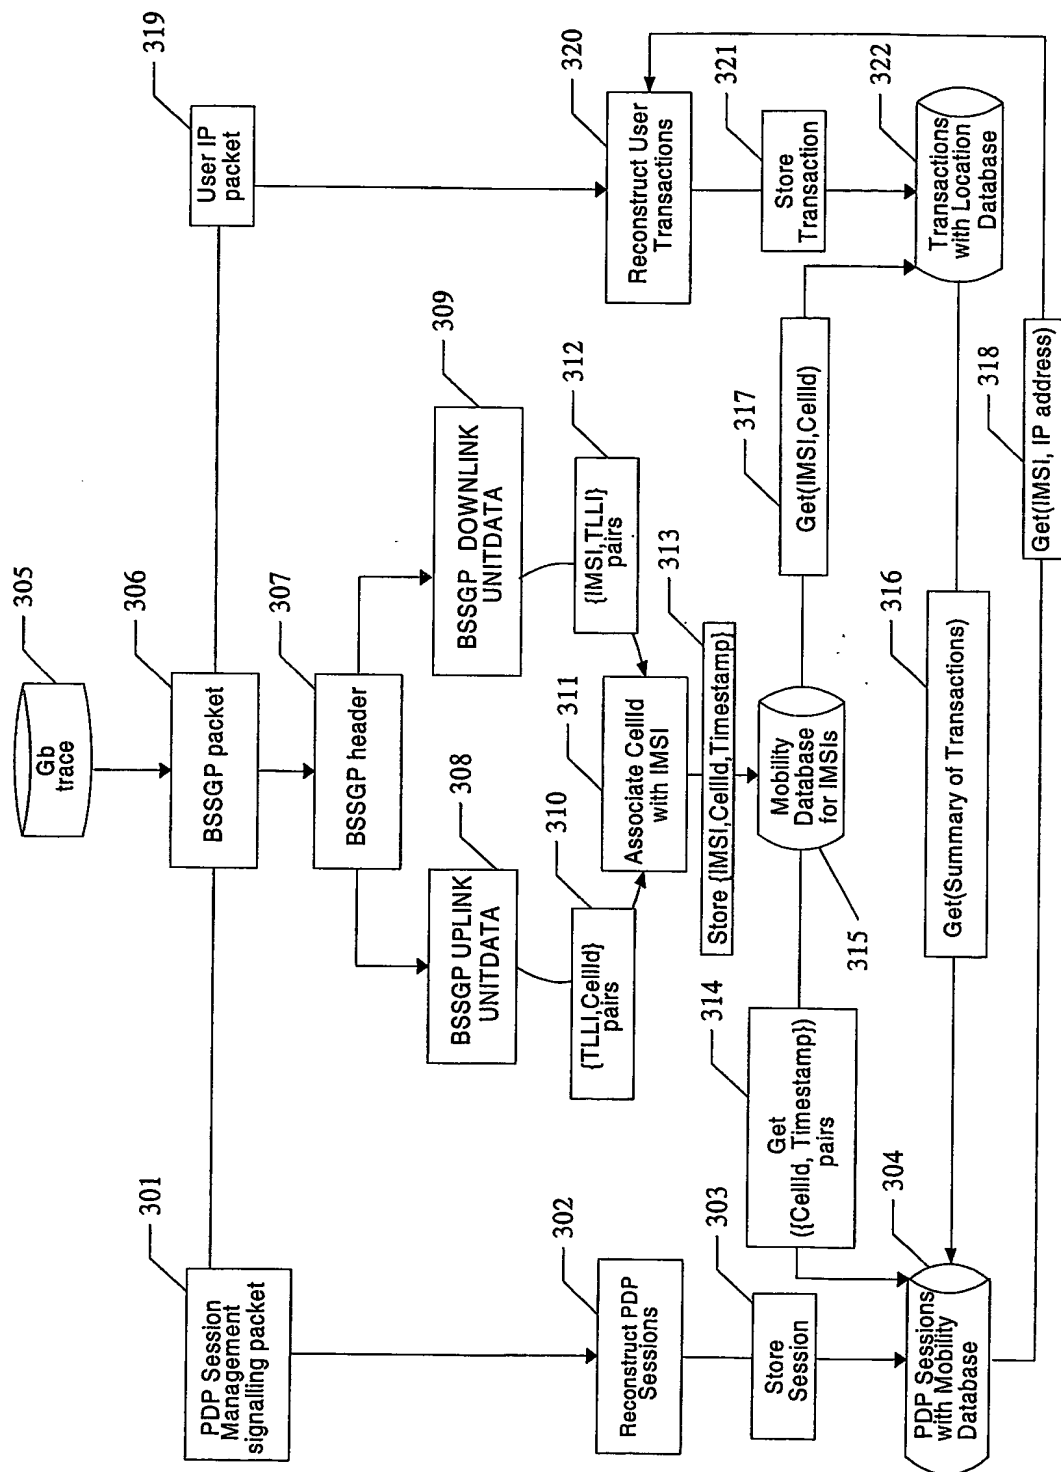 305
Gb
trace
301
PDP Session
Management
signalling packet
306
BSSGP packet
319
User IP
packet
307
BSSGP header
308
BSSGP UPLINK
UNITDATA
309
BSSGP DOWNLINK
UNITDATA
302
Reconstruct PDP
Sessions
310
{TLLI,CellId}
pairs
311
Associate CellId
with IMSI
312
{IMSI,TLLI}
pairs
320
Reconstruct User
Transactions
303
Store
Session
313
Store {IMSI,CellId,Timestamp}
321
Store
Transaction
314
Get
({CellId, Timestamp})
pairs
315
Mobility
Database
for IMSIs
317
Get(IMSI,CellId)
304
PDP Sessions
with Mobility
Database
322
Transactions
with Location
Database
316
Get(Summary of Transactions)
318
Get(IMSI, IP address)